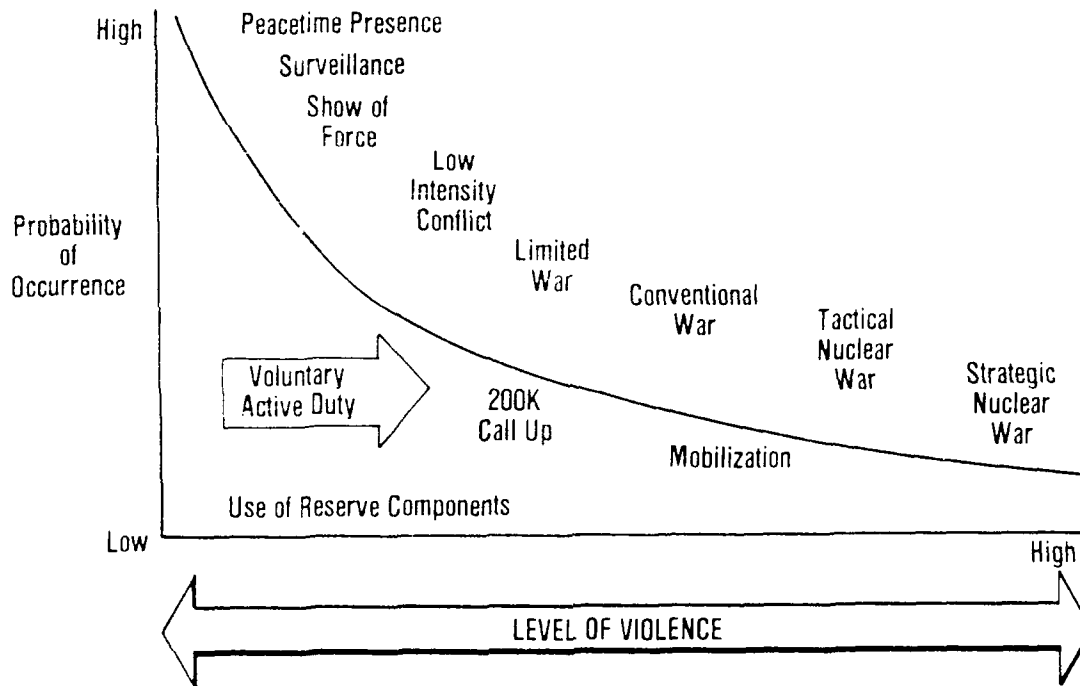 High
Peacetime Presence
Surveillance
Show of
Force
Low
Intensity
Conflict
Probability
of
Occurrence
Limited
War
Conventional
War
Tactical
Nuclear
War
Strategic
Nuclear
War
Voluntary
Active Duty
200K
Call Up
Mobilization
Use of Reserve Components
Low
High
LEVEL OF VIOLENCE